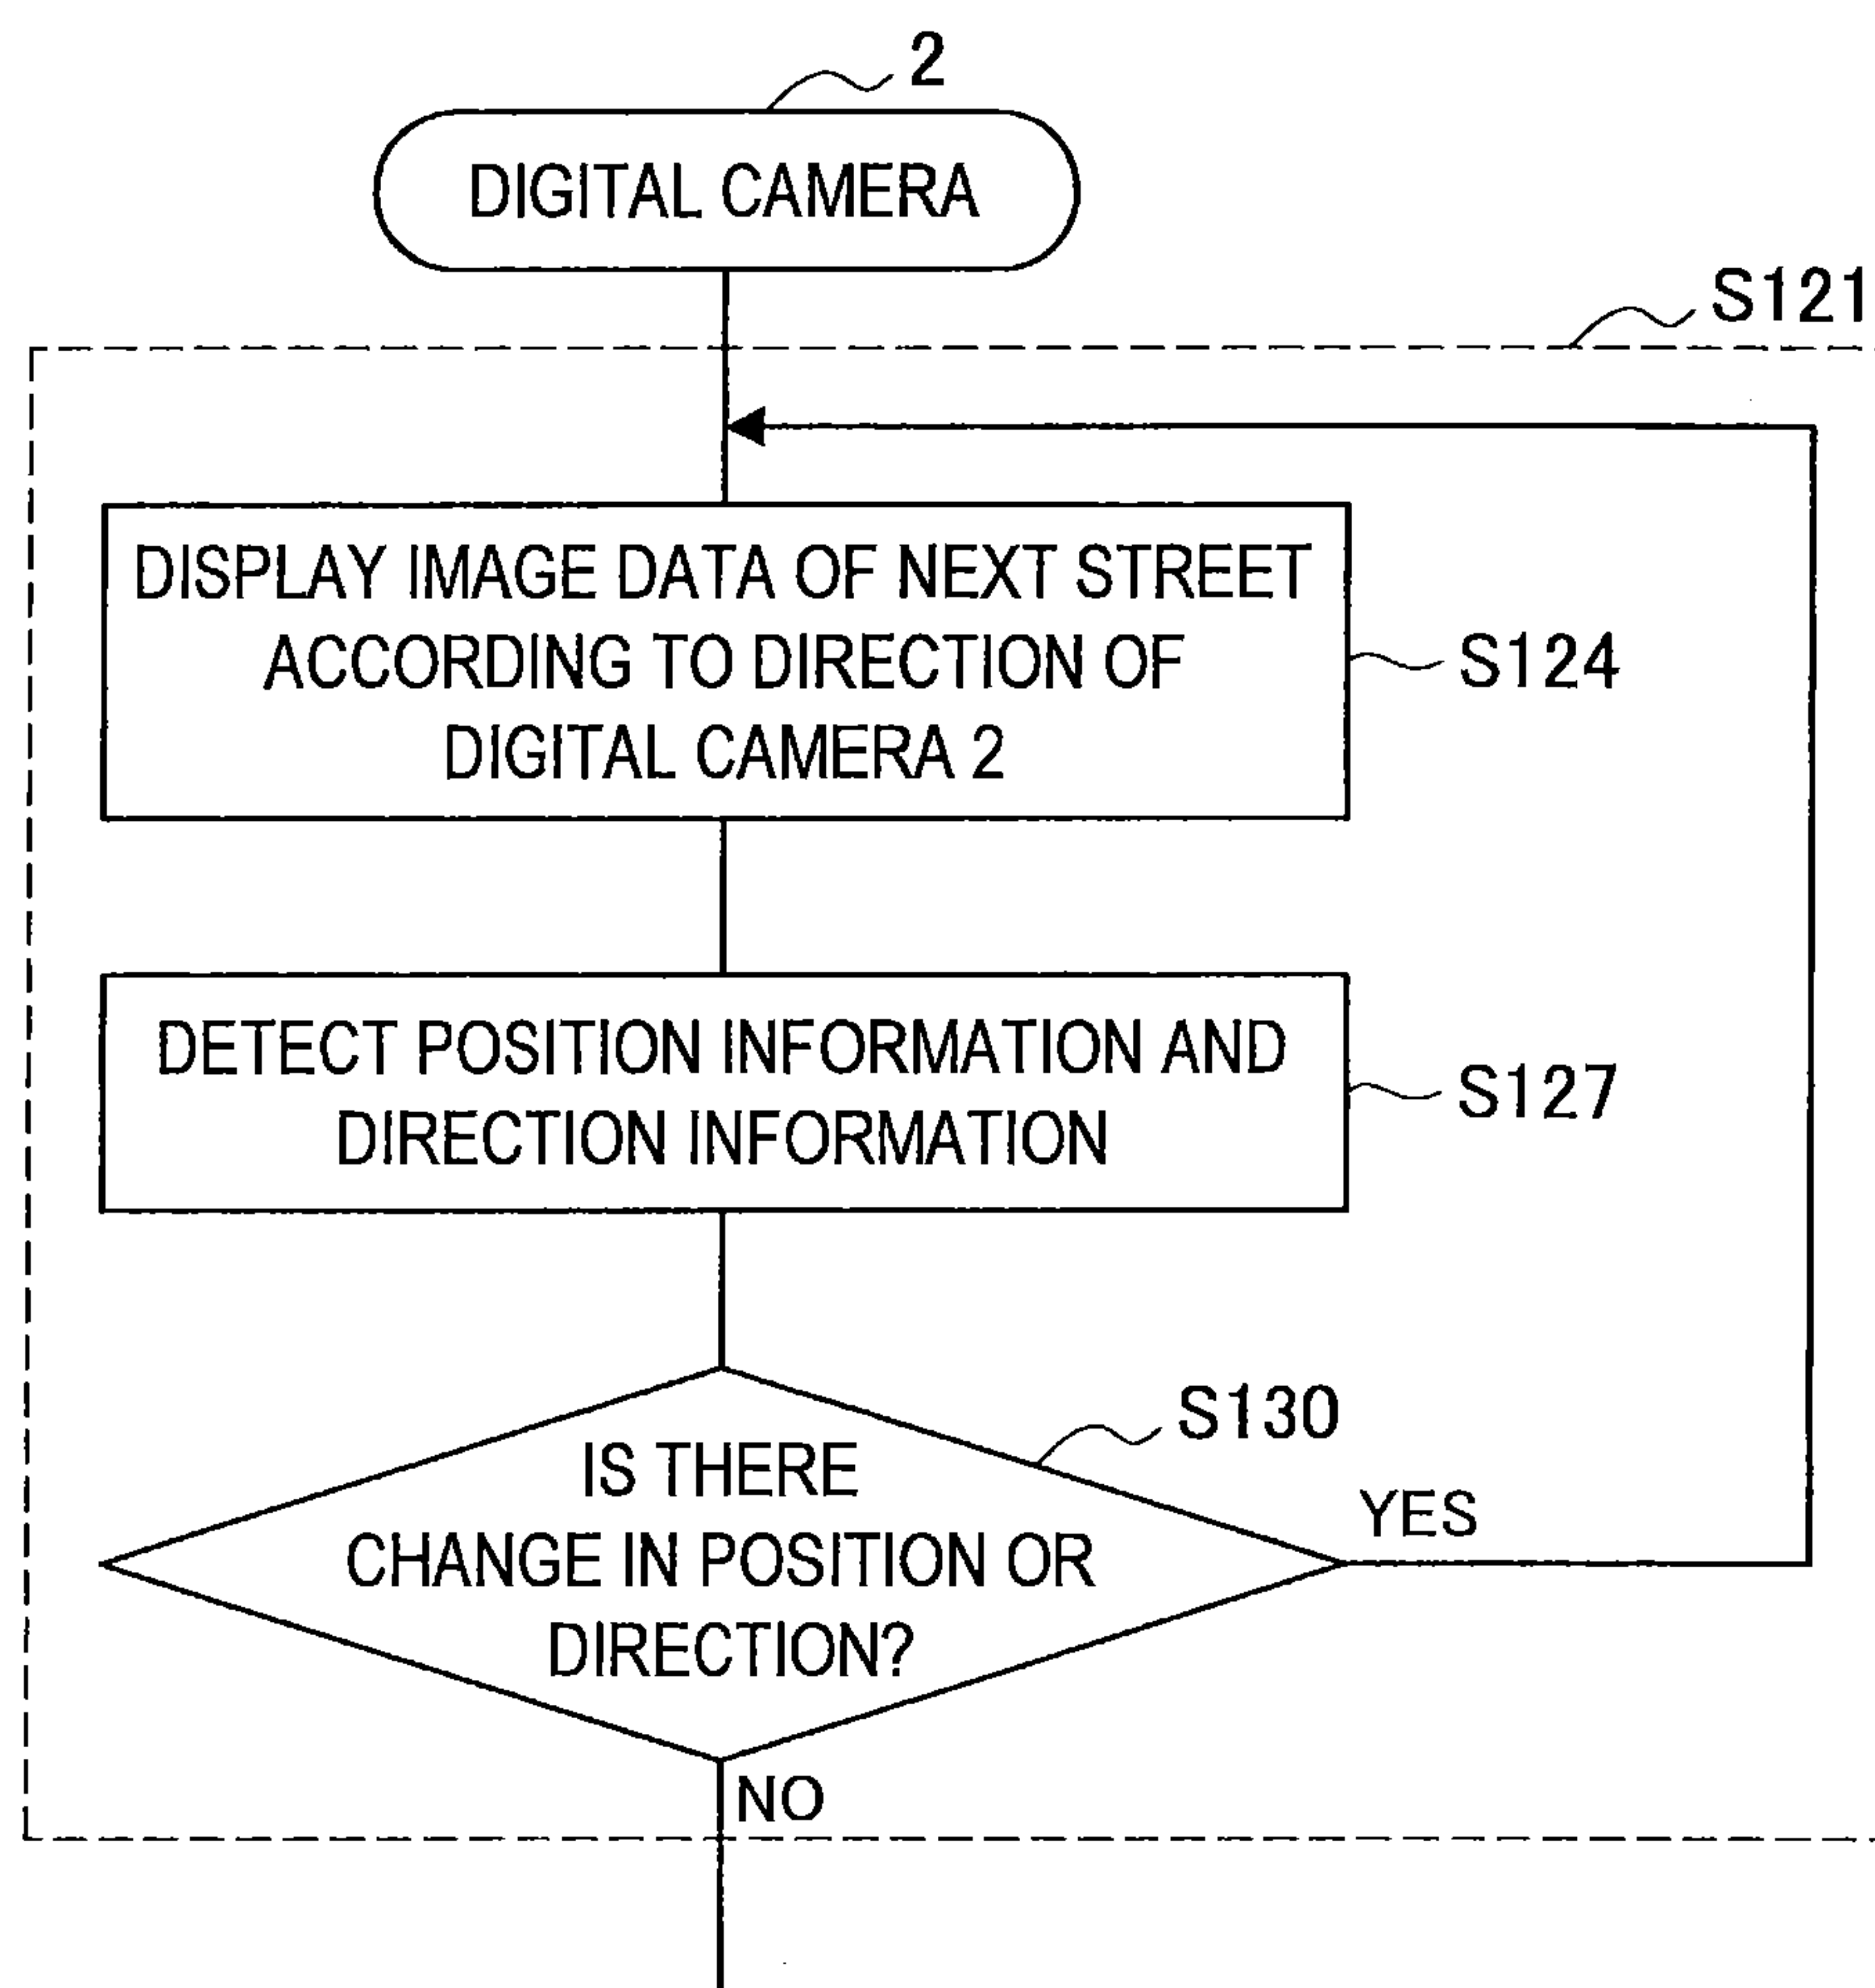 2
DIGITAL CAMERA
S121
DISPLAY IMAGE DATA OF NEXT STREET
ACCORDING TO DIRECTION OF
DIGITAL CAMERA 2
S124
DETECT POSITION INFORMATION AND
DIRECTION INFORMATION
S127
S130
IS THERE
CHANGE IN POSITION OR
DIRECTION?
YES
NO